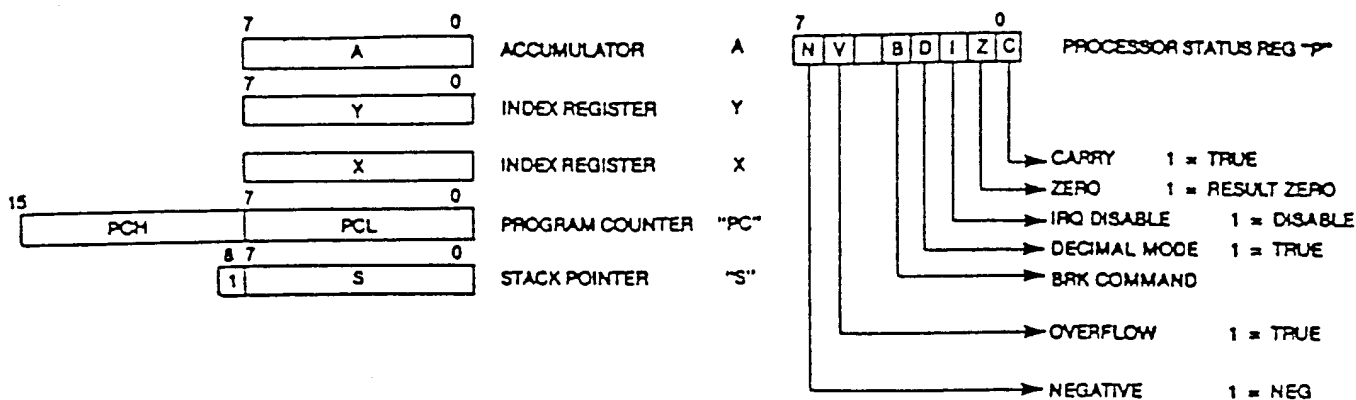 7 0
A ACCUMULATOR A
7 0
Y INDEX REGISTER Y
X INDEX REGISTER X
15 7 0
PCH PCL PROGRAM COUNTER "PC"
8 7 0
1 S STACK POINTER "S"
7 0
N V B D I Z C PROCESSOR STATUS REG "P"
CARRY 1 = TRUE
ZERO 1 = RESULT ZERO
IRQ DISABLE 1 = DISABLE
DECIMAL MODE 1 = TRUE
BRK COMMAND
OVERFLOW 1 = TRUE
NEGATIVE 1 = NEG